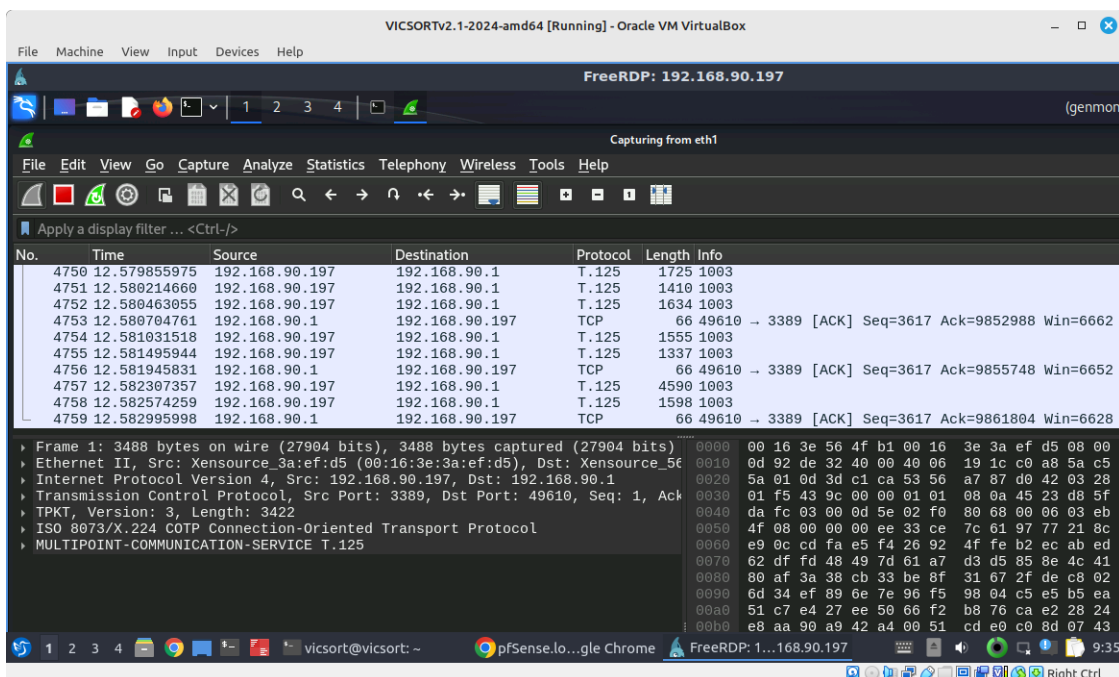 VICSORTv2.1-2024-amd64 [Running] - Oracle VM VirtualBox
File Machine View Input Devices Help
FreeRDP: 192.168.90.197
1 2 3 4 (genmon
Capturing from eth1
File Edit View Go Capture Analyze Statistics Telephony Wireless Tools Help
Apply a display filter … <Ctrl-/>
No. Time Source Destination Protocol Length Info
4750 12.579855975 192.168.90.197 192.168.90.1 T.125 1725 1003
4751 12.580214660 192.168.90.197 192.168.90.1 T.125 1410 1003
4752 12.580463055 192.168.90.197 192.168.90.1 T.125 1634 1003
4753 12.580704761 192.168.90.1 192.168.90.197 TCP 66 49610 → 3389 [ACK] Seq=3617 Ack=9852988 Win=6662
4754 12.581031518 192.168.90.197 192.168.90.1 T.125 1555 1003
4755 12.581495944 192.168.90.197 192.168.90.1 T.125 1337 1003
4756 12.581945831 192.168.90.1 192.168.90.197 TCP 66 49610 → 3389 [ACK] Seq=3617 Ack=9855748 Win=6652
4757 12.582307357 192.168.90.197 192.168.90.1 T.125 4590 1003
4758 12.582574259 192.168.90.197 192.168.90.1 T.125 1598 1003
4759 12.582995998 192.168.90.1 192.168.90.197 TCP 66 49610 → 3389 [ACK] Seq=3617 Ack=9861804 Win=6628
Frame 1: 3488 bytes on wire (27904 bits), 3488 bytes captured (27904 bits)
Ethernet II, Src: Xensource_3a:ef:d5 (00:16:3e:3a:ef:d5), Dst: Xensource_56
Internet Protocol Version 4, Src: 192.168.90.197, Dst: 192.168.90.1
Transmission Control Protocol, Src Port: 3389, Dst Port: 49610, Seq: 1, Ack
TPKT, Version: 3, Length: 3422
ISO 8073/X.224 COTP Connection-Oriented Transport Protocol
MULTIPOINT-COMMUNICATION-SERVICE T.125
0000 00 16 3e 56 4f b1 00 16 3e 3a ef d5 08 00
0010 0d 92 de 32 40 00 40 06 19 1c c0 a8 5a c5
0020 5a 01 0d 3d c1 ca 53 56 a7 87 d0 42 03 28
0030 01 f5 43 9c 00 00 01 01 08 0a 45 23 d8 5f
0040 da fc 03 00 0d 5e 02 f0 80 68 00 06 03 eb
0050 4f 08 00 00 00 ee 33 ce 7c 61 97 77 21 8c
0060 e9 0c cd fa e5 f4 26 92 4f fe b2 ec ab ed
0070 62 df fd 48 49 7d 61 a7 d3 d5 85 8e 4c 41
0080 80 af 3a 38 cb 33 be 8f 31 67 2f de c8 02
0090 6d 34 ef 89 6e 7e 96 f5 98 04 c5 e5 b5 ea
00a0 51 c7 e4 27 ee 50 66 f2 b8 76 ca e2 28 24
00b0 e8 aa 90 a9 42 a4 00 51 cd e0 c0 8d 07 43
1 2 3 4 vicsort@vicsort: ~ pfSense.lo...gle Chrome FreeRDP: 1...168.90.197 9:35
Right Ctrl